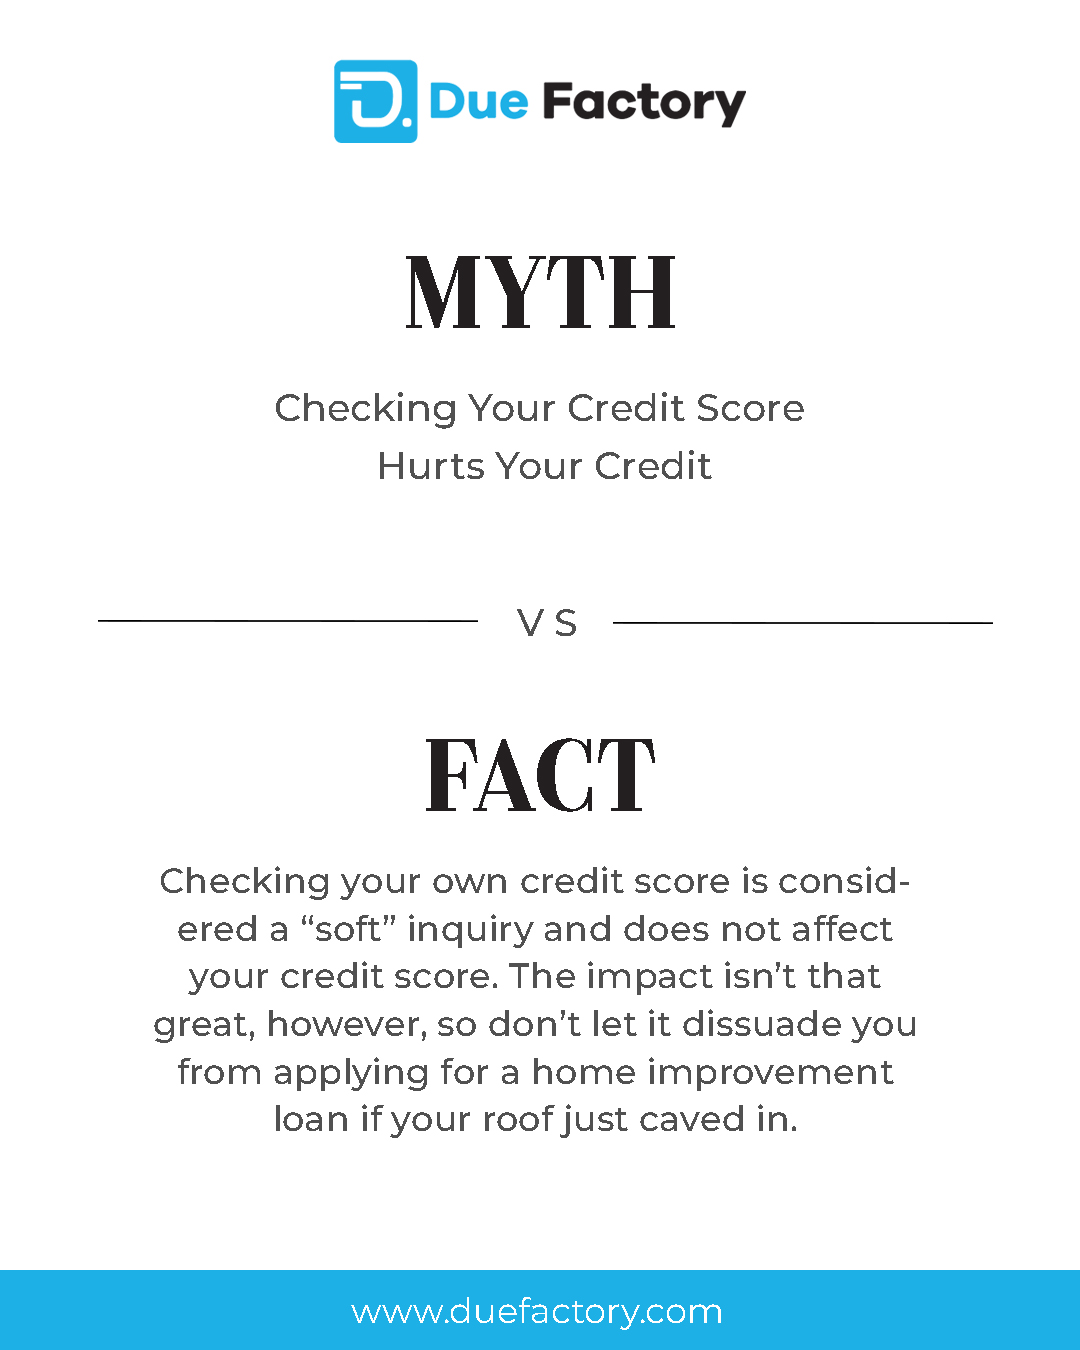 D. Due Factory
MYTH
Checking Your Credit Score
Hurts Your Credit
VS
FACT
Checking your own credit score is consid-
ered a “soft” inquiry and does not affect
your credit score. The impact isn’t that
great, however, so don’t let it dissuade you
from applying for a home improvement
loan if your roof just caved in.
www.duefactory.com